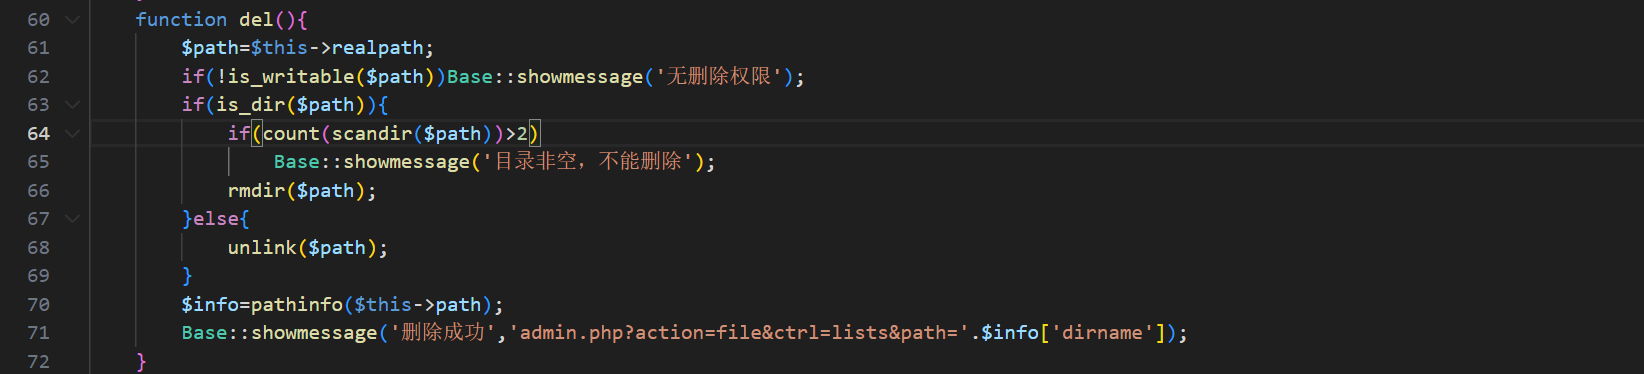 60 function del(){
61 $path=$this->realpath;
62 if(!is_writable($path))Base::showmessage('无删除权限');
63 if(is_dir($path)){
64 if(count(scandir($path))>2)
65 Base::showmessage('目录非空，不能删除');
66 rmdir($path);
67 }else{
68 unlink($path);
69 }
70 $info=pathinfo($this->path);
71 Base::showmessage('删除成功','admin.php?action=file&ctrl=lists&path='.$info['dirname']);
72 }